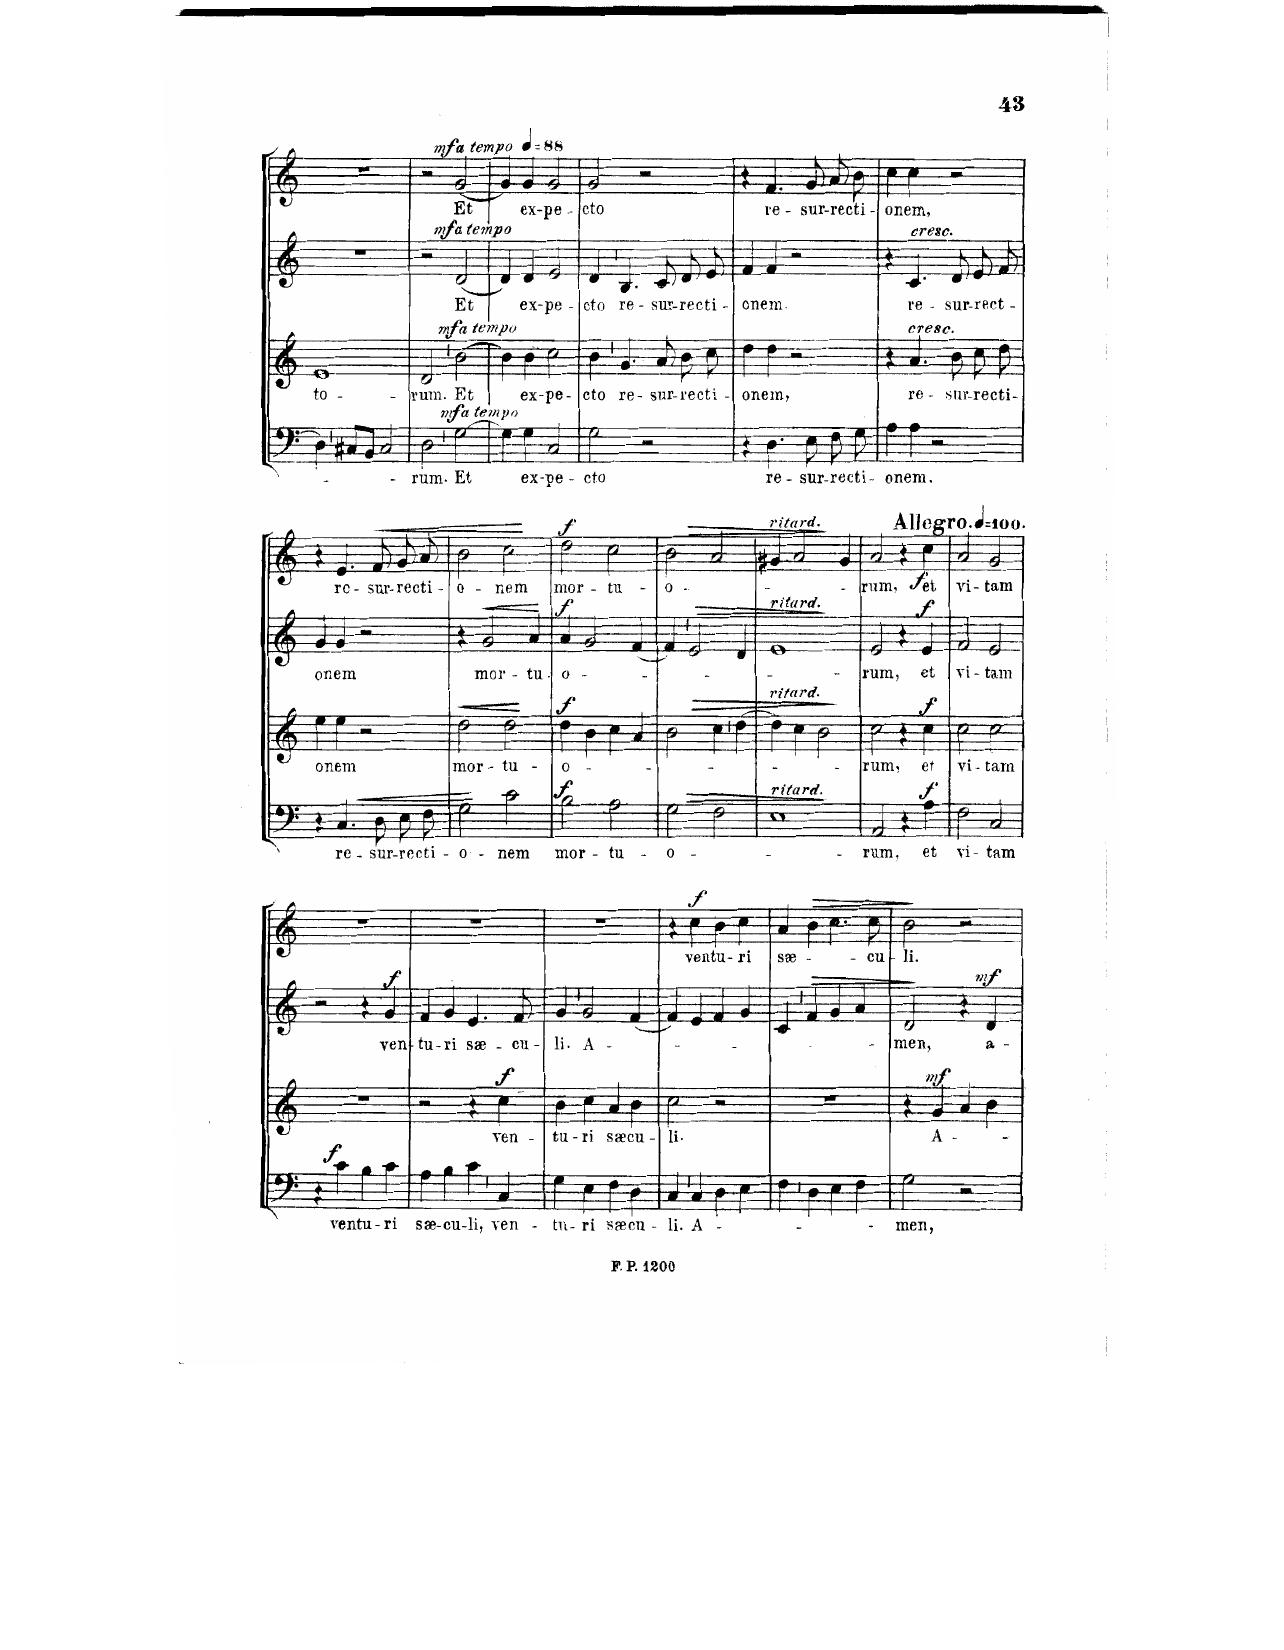 43
mf a tempo ♩=88
Et ex-pe-cto re-sur-recti-onem,
mf a tempo cresc.
Et ex-pe-cto re-sur-recti-onem. re-sur-rect-
mf a tempo cresc.
to-rum. Et ex-pe-cto re-sur-recti-onem, re-sur-recti-
mf a tempo
-rum. Et ex-pe-cto re-sur-recti-onem.
f ritard. Allegro. ♩=100.
re-sur-recti-o-nem mor-tu-o-rum, f et vi-tam
f ritard. f
onem mor-tu-o-rum, et vi-tam
f ritard. f
onem mor-tu-o-rum, et vi-tam
f ritard. f
re-sur-recti-o-nem mor-tu-o-rum, et vi-tam
f
ventu-ri sæ-cu-li.
f mf
ven-tu-ri sæ-cu-li. A-men, a-
f mf
ven-tu-ri sæcu-li. A-
f
ventu-ri sæ-cu-li, ven-tu-ri sæcu-li. A-men,
F. P. 1200